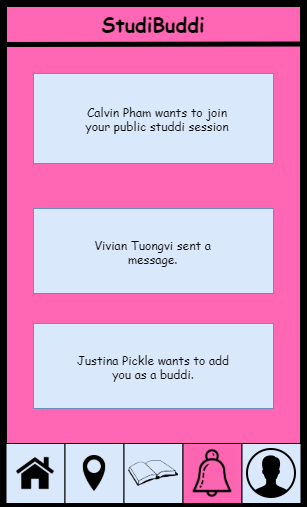 StudiBuddi
Calvin Pham wants to join
your public studdi session
Vivian Tuongvi sent a
message.
Justina Pickle wants to add
you as a buddi.